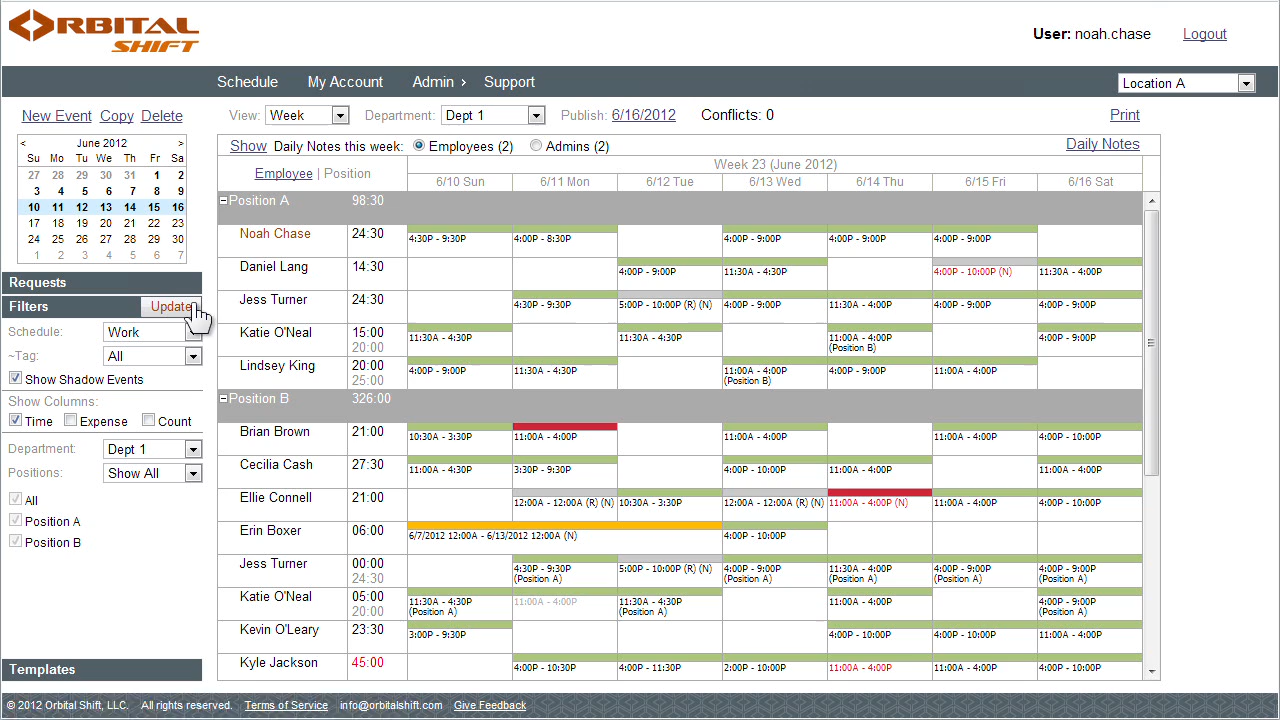 ORBITAL
SHIFT
User: noah.chase Logout
Schedule My Account Admin › Support Location A
New Event Copy Delete View: Week Department: Dept 1 Publish: 6/16/2012 Conflicts: 0 Print
< June 2012 >
Su Mo Tu We Th Fr Sa
27 28 29 30 31 1 2
3 4 5 6 7 8 9
10 11 12 13 14 15 16
17 18 19 20 21 22 23
24 25 26 27 28 29 30
1 2 3 4 5 6 7
Requests
Filters Update
Schedule: Work
~Tag: All
Show Shadow Events
Show Columns:
Time Expense Count
Department: Dept 1
Positions: Show All
All
Position A
Position B
Templates
Show Daily Notes this week: Employees (2) Admins (2) Daily Notes
Week 23 (June 2012)
Employee | Position 6/10 Sun 6/11 Mon 6/12 Tue 6/13 Wed 6/14 Thu 6/15 Fri 6/16 Sat
Position A 98:30
Noah Chase 24:30 4:30P - 9:30P 4:00P - 8:30P 4:00P - 9:00P 4:00P - 9:00P 4:00P - 9:00P
Daniel Lang 14:30 4:00P - 9:00P 11:30A - 4:30P 4:00P - 10:00P (N) 11:30A - 4:00P
Jess Turner 24:30 4:30P - 9:30P 5:00P - 10:00P (R) (N) 4:00P - 9:00P 11:30A - 4:00P 4:00P - 9:00P 4:00P - 9:00P
Katie O'Neal 15:00 11:30A - 4:30P 11:30A - 4:30P 11:00A - 4:00P 4:00P - 9:00P
20:00 (Position B)
Lindsey King 20:00 4:00P - 9:00P 11:30A - 4:30P 11:00A - 4:00P 4:00P - 9:00P 11:00A - 4:00P
25:00 (Position B)
Position B 326:00
Brian Brown 21:00 10:30A - 3:30P 11:00A - 4:00P 11:00A - 4:00P 11:00A - 4:00P 4:00P - 10:00P
Cecilia Cash 27:30 11:00A - 4:30P 3:30P - 9:30P 4:00P - 10:00P 11:00A - 4:00P 11:00A - 4:00P
Ellie Connell 21:00 12:00A - 12:00A (R) (N) 10:30A - 3:30P 12:00A - 12:00A (R) (N) 11:00A - 4:00P (N) 11:00A - 4:00P 4:00P - 10:00P
Erin Boxer 06:00 6/7/2012 12:00A - 6/13/2012 12:00A (N) 4:00P - 10:00P
Jess Turner 00:00 4:30P - 9:30P 5:00P - 10:00P (R) (N) 4:00P - 9:00P 11:30A - 4:00P 4:00P - 9:00P 4:00P - 9:00P
24:30 (Position A) (Position A) (Position A) (Position A) (Position A)
Katie O'Neal 05:00 11:30A - 4:30P 11:00A - 4:00P 11:30A - 4:30P 11:00A - 4:00P 4:00P - 9:00P
20:00 (Position A) (Position A) (Position A)
Kevin O'Leary 23:30 3:00P - 9:30P 4:00P - 10:00P 4:00P - 10:00P 11:00A - 4:00P
Kyle Jackson 45:00 4:00P - 10:30P 4:00P - 11:30P 2:00P - 10:00P 11:00A - 4:00P 11:00A - 4:00P 4:00P - 10:00P
© 2012 Orbital Shift, LLC. All rights reserved. Terms of Service info@orbitalshift.com Give Feedback